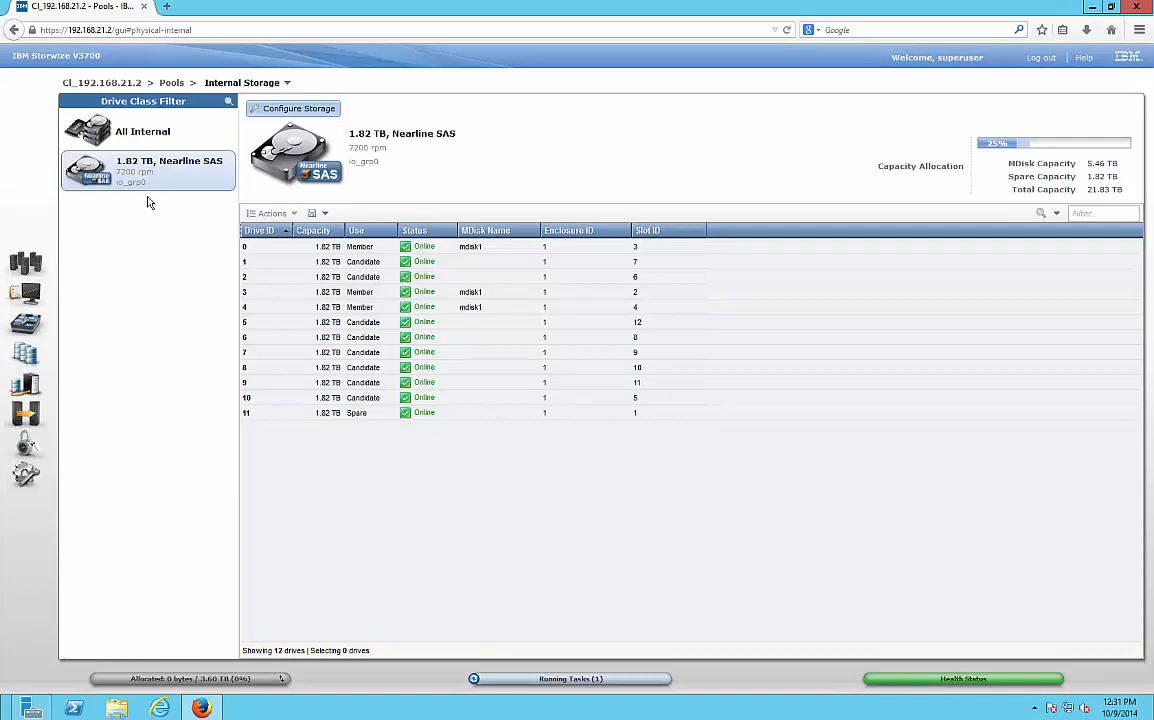 CI_192.168.21.2 - Pools - IB...
https://192.168.21.2/gui#physical-internal
Google
IBM Storwize V3700
Welcome, superuser
Log out
Help
IBM
CI_192.168.21.2 > Pools > Internal Storage
Drive Class Filter
All Internal
1.82 TB, Nearline SAS
7200 rpm
io_grp0
Configure Storage
Nearline
SAS
1.82 TB, Nearline SAS
7200 rpm
io_grp0
Capacity Allocation
25%
MDisk Capacity 5.46 TB
Spare Capacity 1.82 TB
Total Capacity 21.83 TB
Actions
Filter...
Drive ID Capacity Use Status MDisk Name Enclosure ID Slot ID
0 1.82 TB Member Online mdisk1 1 3
1 1.82 TB Candidate Online 1 7
2 1.82 TB Candidate Online 1 6
3 1.82 TB Member Online mdisk1 1 2
4 1.82 TB Member Online mdisk1 1 4
5 1.82 TB Candidate Online 1 12
6 1.82 TB Candidate Online 1 8
7 1.82 TB Candidate Online 1 9
8 1.82 TB Candidate Online 1 10
9 1.82 TB Candidate Online 1 11
10 1.82 TB Candidate Online 1 5
11 1.82 TB Spare Online 1 1
Showing 12 drives | Selecting 0 drives
Allocated: 0 bytes / 3.60 TB (0%)
Running Tasks (1)
Health Status
12:31 PM
10/9/2014